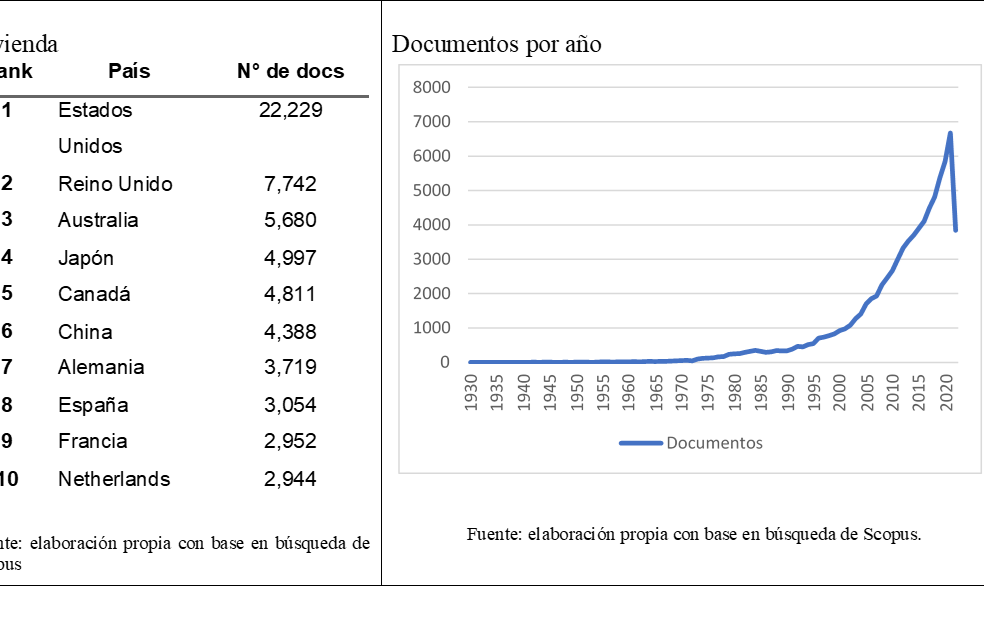 vienda
ank País N° de docs
1 Estados
Unidos
22,229
2 Reino Unido 7,742
3 Australia 5,680
4 Japón 4,997
5 Canadá 4,811
6 China 4,388
7 Alemania 3,719
8 España 3,054
9 Francia 2,952
10 Netherlands 2,944
nte: elaboración propia con base en búsqueda de
pus
Documentos por año
8000
7000
6000
5000
4000
3000
2000
1000
0
1930 1935 1940 1945 1950 1955 1960 1965 1970 1975 1980 1985 1990 1995 2000 2005 2010 2015 2020
Documentos
Fuente: elaboración propia con base en búsqueda de Scopus.